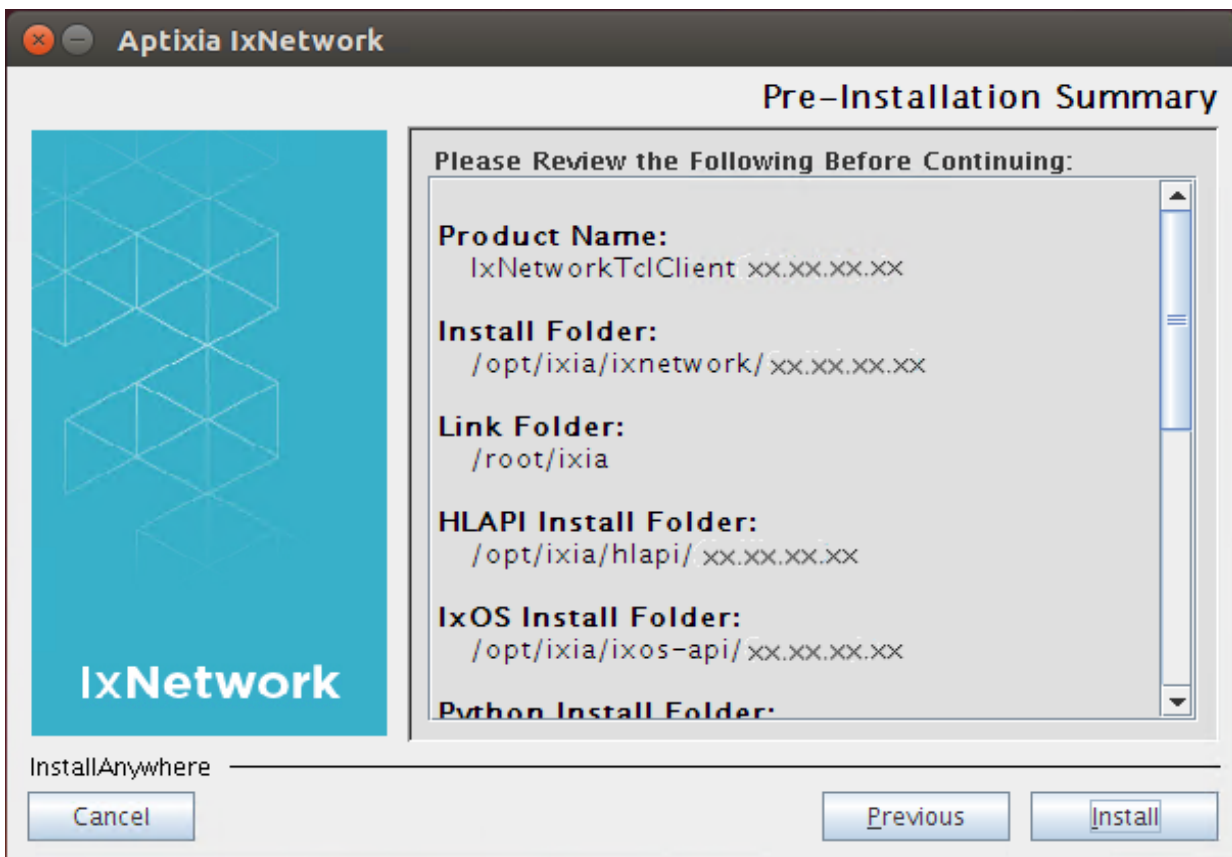 Aptixia IxNetwork
Pre-Installation Summary
Please Review the Following Before Continuing:
Product Name:
IxNetworkTclClient xx.xx.xx.xx
Install Folder:
/opt/ixia/ixnetwork/xx.xx.xx.xx
Link Folder:
/root/ixia
HLAPI Install Folder:
/opt/ixia/hlapi/xx.xx.xx.xx
IxOS Install Folder:
/opt/ixia/ixos-api/xx.xx.xx.xx
Python Install Folder:
IxNetwork
InstallAnywhere
Cancel
Previous
Install